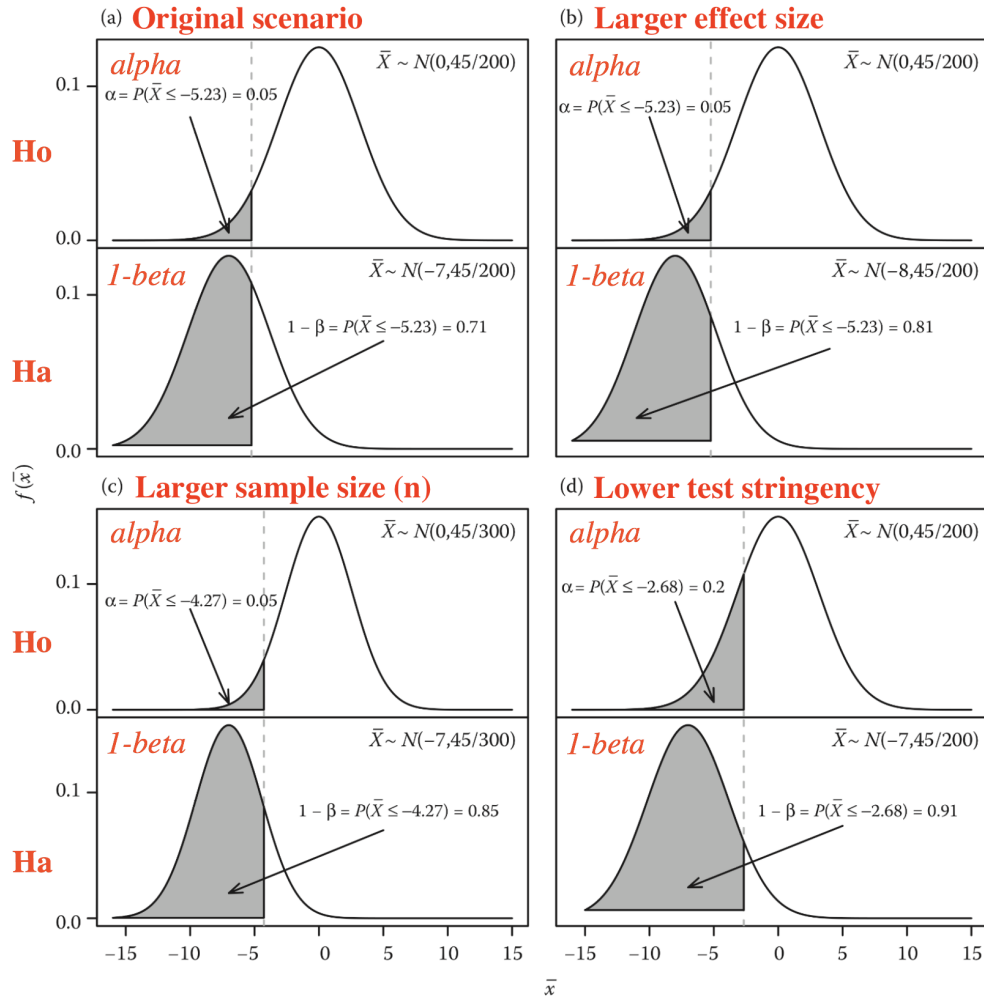 (a) Original scenario
alpha
X̄ ~ N(0,45/200)
α = P(X̄ ≤ −5.23) = 0.05
0.1
Ho
0.0
1-beta
X̄ ~ N(−7,45/200)
0.1
1 − β = P(X̄ ≤ −5.23) = 0.71
Ha
0.0
(b) Larger effect size
alpha
X̄ ~ N(0,45/200)
α = P(X̄ ≤ −5.23) = 0.05
1-beta
X̄ ~ N(−8,45/200)
1 − β = P(X̄ ≤ −5.23) = 0.81
f(x̄)
(c) Larger sample size (n)
alpha
X̄ ~ N(0,45/300)
0.1
α = P(X̄ ≤ −4.27) = 0.05
Ho
0.0
1-beta
X̄ ~ N(−7,45/300)
0.1
1 − β = P(X̄ ≤ −4.27) = 0.85
Ha
0.0
−15 −10 −5 0 5 10 15
(d) Lower test stringency
alpha
X̄ ~ N(0,45/200)
α = P(X̄ ≤ −2.68) = 0.2
1-beta
X̄ ~ N(−7,45/200)
1 − β = P(X̄ ≤ −2.68) = 0.91
−15 −10 −5 0 5 10 15
x̄